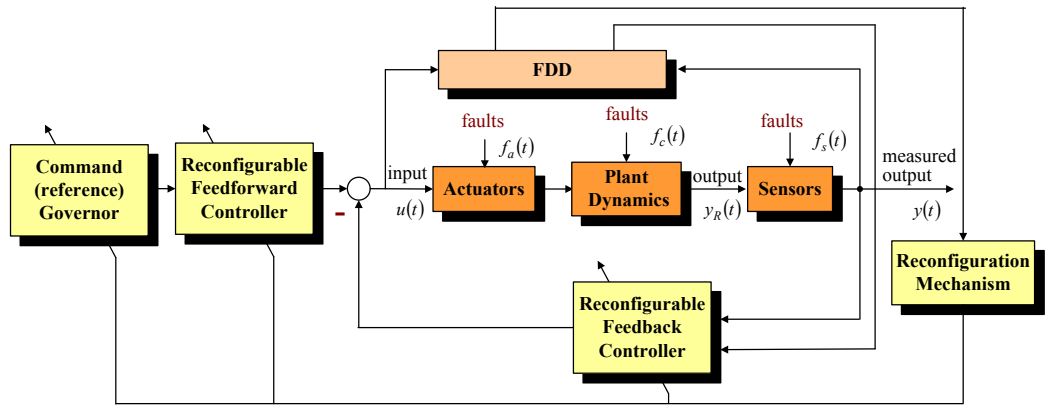 FDD
faults
faults
faults
f_a(t)
f_c(t)
f_s(t)
Command
(reference)
Governor
Reconfigurable
Feedforward
Controller
-
input
u(t)
Actuators
Plant
Dynamics
output
y_R(t)
Sensors
measured
output
y(t)
Reconfiguration
Mechanism
Reconfigurable
Feedback
Controller